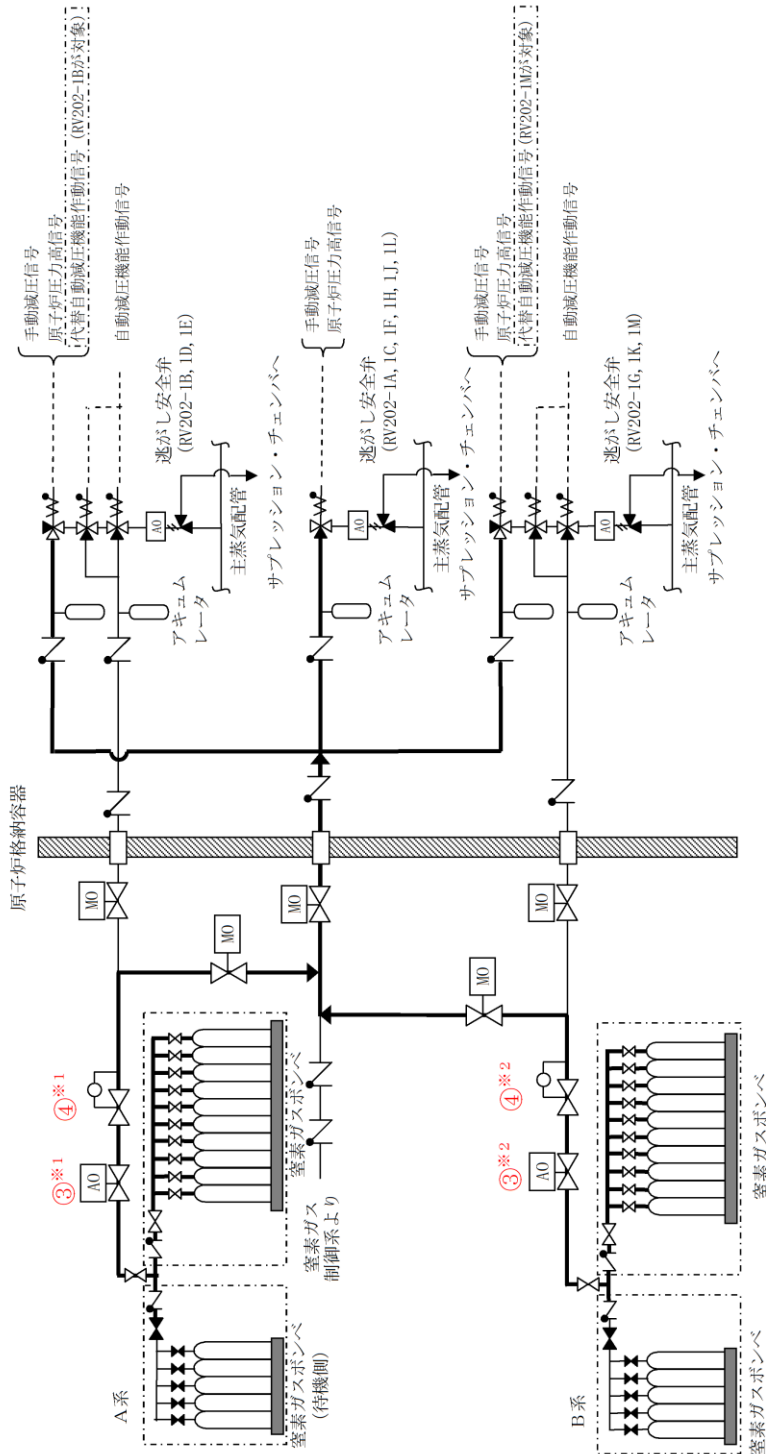 原子炉格納容器
手動減圧信号
原子炉圧力高信号
代替自動減圧機能作動信号（RV202-1Bが対象）
自動減圧機能作動信号
逃がし安全弁
(RV202-1B, 1D, 1E)
AO
主蒸気配管
サプレッション・チェンバへ
アキュム
レータ
手動減圧信号
原子炉圧力高信号
逃がし安全弁
(RV202-1A, 1C, 1F, 1H, 1J, 1L)
AO
主蒸気配管
サプレッション・チェンバへ
アキュム
レータ
手動減圧信号
原子炉圧力高信号
代替自動減圧機能作動信号（RV202-1Mが対象）
自動減圧機能作動信号
逃がし安全弁
(RV202-1G, 1K, 1M)
AO
主蒸気配管
サプレッション・チェンバへ
アキュム
レータ
MO
MO
MO
MO
MO
③※1
④※1
AO
A系
窒素ガスボンベ
窒素ガスボンベ
(待機側)
窒素ガス
制御系より
③※2
④※2
AO
B系
窒素ガスボンベ
窒素ガスボンベ